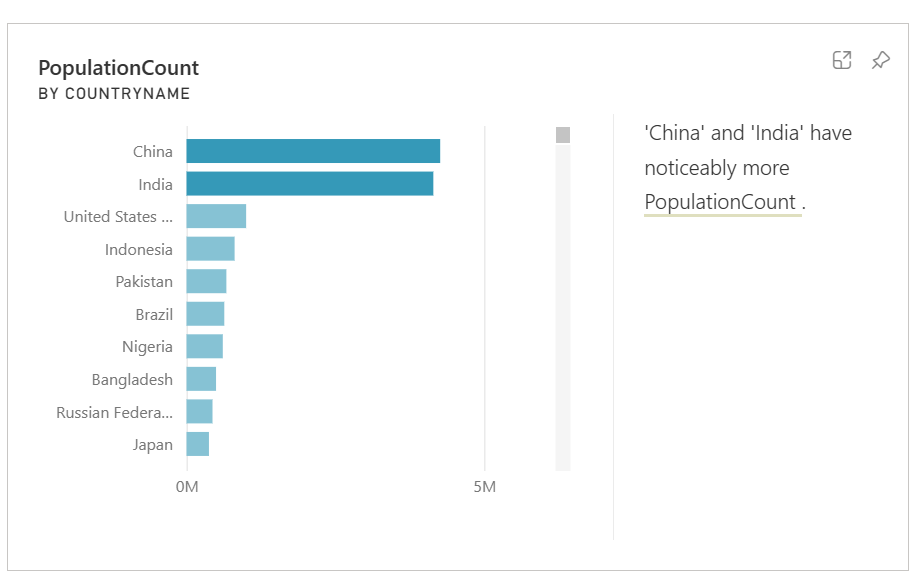 PopulationCount
BY COUNTRYNAME
China
India
United States ...
Indonesia
Pakistan
Brazil
Nigeria
Bangladesh
Russian Federa...
Japan
0M 5M
'China' and 'India' have
noticeably more
PopulationCount .